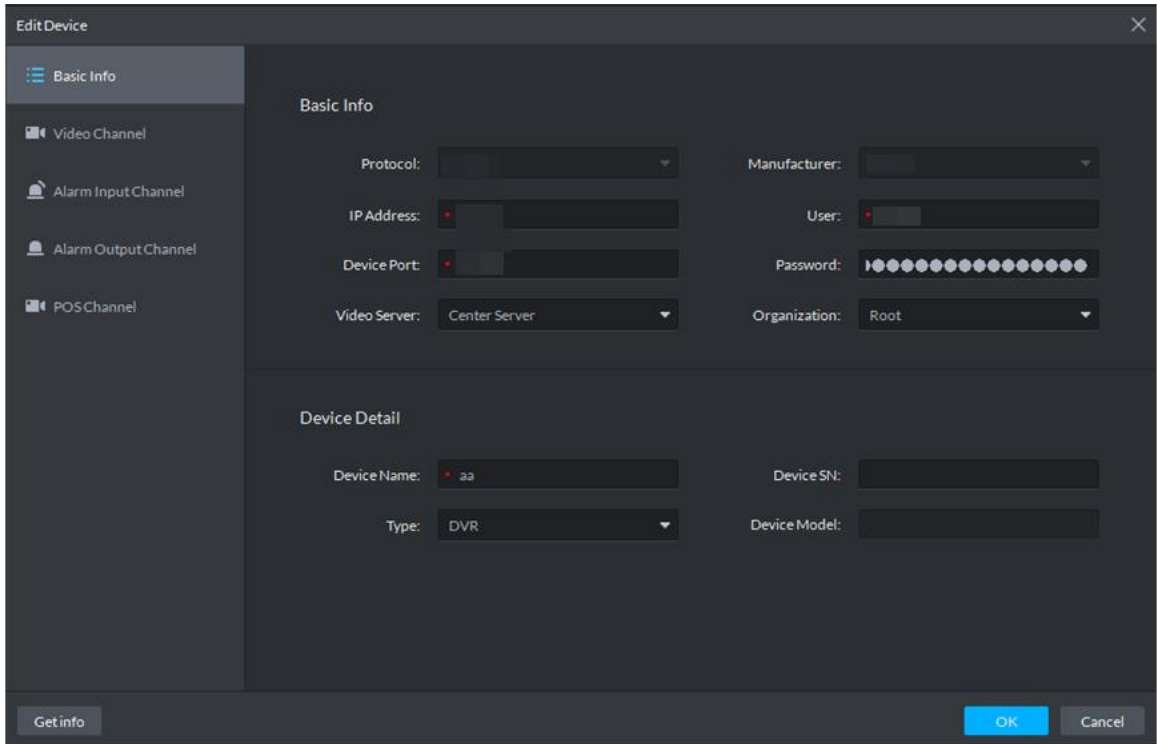 Edit Device
Basic Info
Video Channel
Alarm Input Channel
Alarm Output Channel
POS Channel
Basic Info
Protocol: Manufacturer:
IP Address: User:
Device Port: Password:
Video Server: Center Server Organization: Root
Device Detail
Device Name: aa Device SN:
Type: DVR Device Model:
Get info OK Cancel